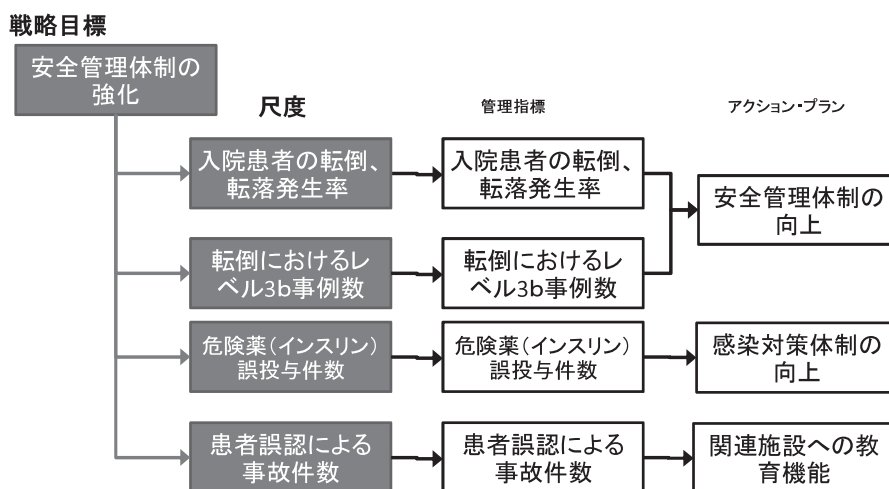 戦略目標
安全管理体制の
強化
尺度
管理指標
アクション・プラン
入院患者の転倒、
転落発生率
入院患者の転倒、
転落発生率
安全管理体制の
向上
転倒におけるレ
ベル3b事例数
転倒におけるレ
ベル3b事例数
危険薬(インスリン)
誤投与件数
危険薬(インスリン)
誤投与件数
感染対策体制の
向上
患者誤認による
事故件数
患者誤認による
事故件数
関連施設への教
育機能